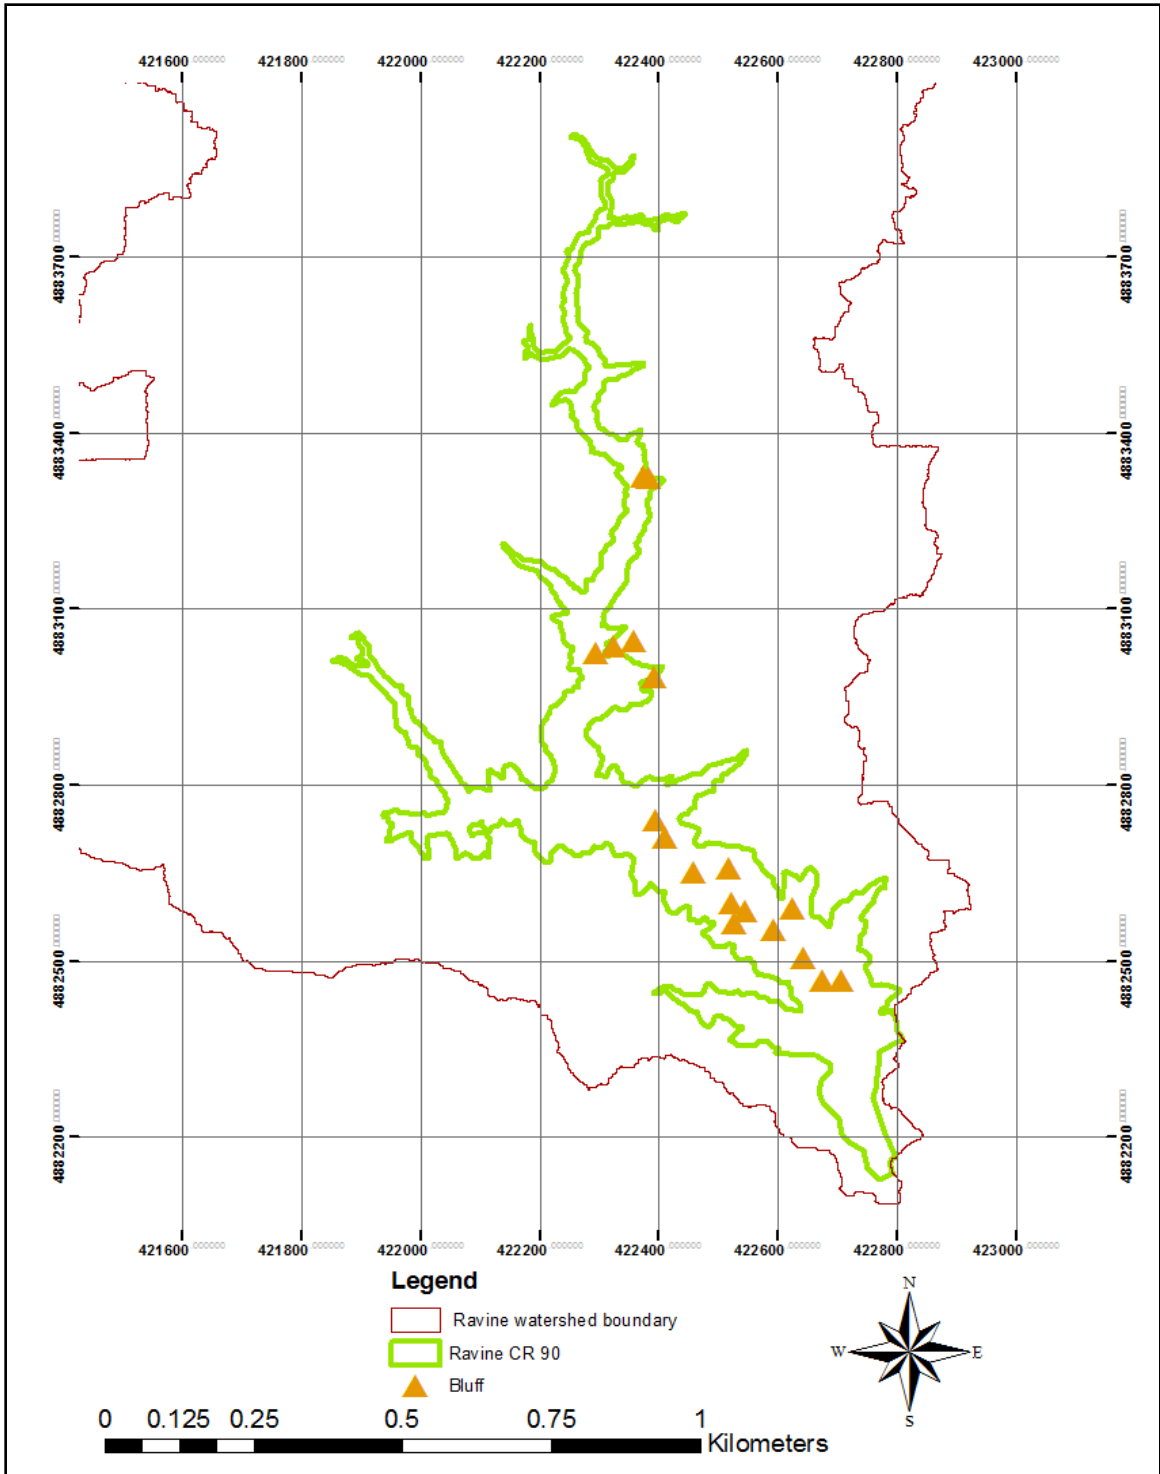 421600 421800 422000 422200 422400 422600 422800 423000
4883700 4883700
4883400 4883400
4883100 4883100
4882800 4882800
4882500 4882500
4882200 4882200
421600 421800 422000 422200 422400 422600 422800 423000
Legend
Ravine watershed boundary
Ravine CR 90
Bluff
N
W E
S
0 0.125 0.25 0.5 0.75 1
Kilometers